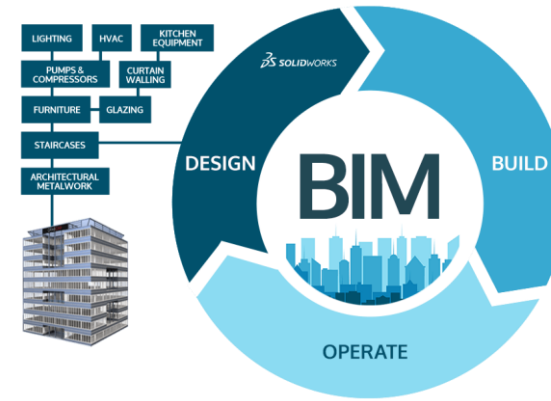 LIGHTING
HVAC
KITCHEN
EQUIPMENT
PUMPS &
COMPRESSORS
CURTAIN
WALLING
FURNITURE
GLAZING
STAIRCASES
ARCHITECTURAL
METALWORK
SOLIDWORKS
DESIGN
BIM
BUILD
OPERATE